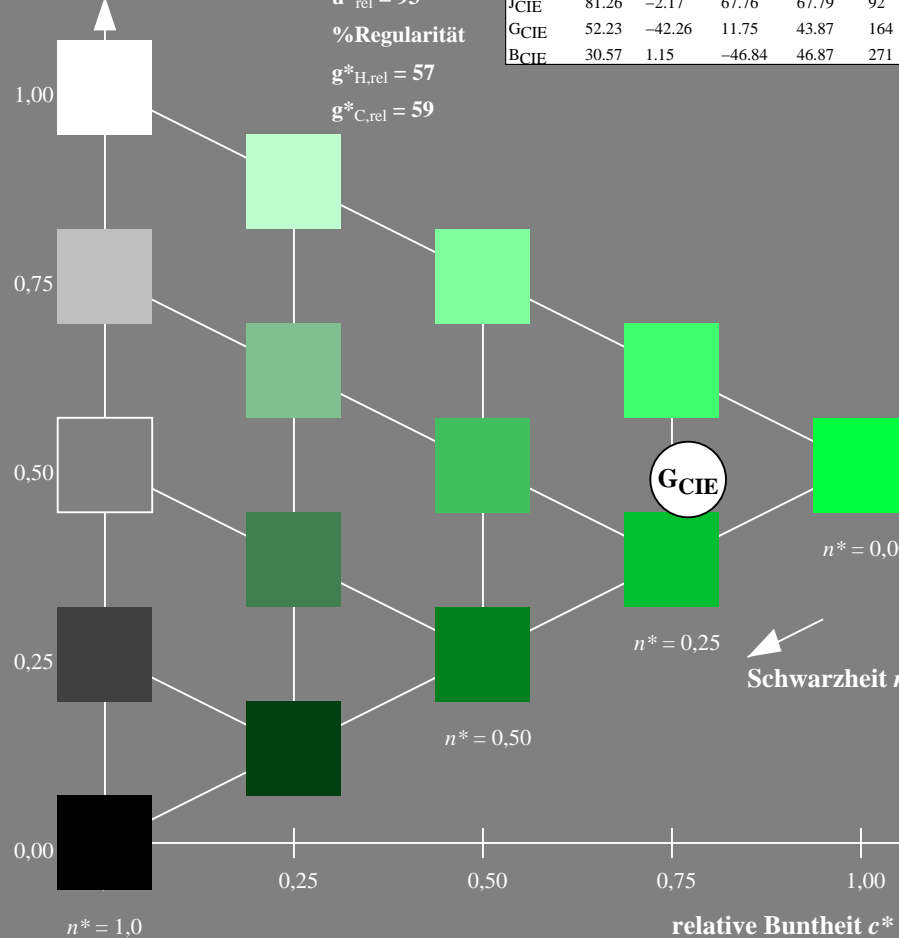 %Regularität
g*H,rel = 57
g*C,rel = 59
JCIE 81.26 −2.17 67.76 67.79 92
GCIE 52.23 −42.26 11.75 43.87 164
BCIE 30.57 1.15 −46.84 46.87 271
1,00
0,75
0,50
0,25
0,00
GCIE
n* = 0,0
n* = 0,25
Schwarzheit
n* = 0,50
0,25 0,50 0,75 1,00
n* = 1,0
relative Buntheit c*